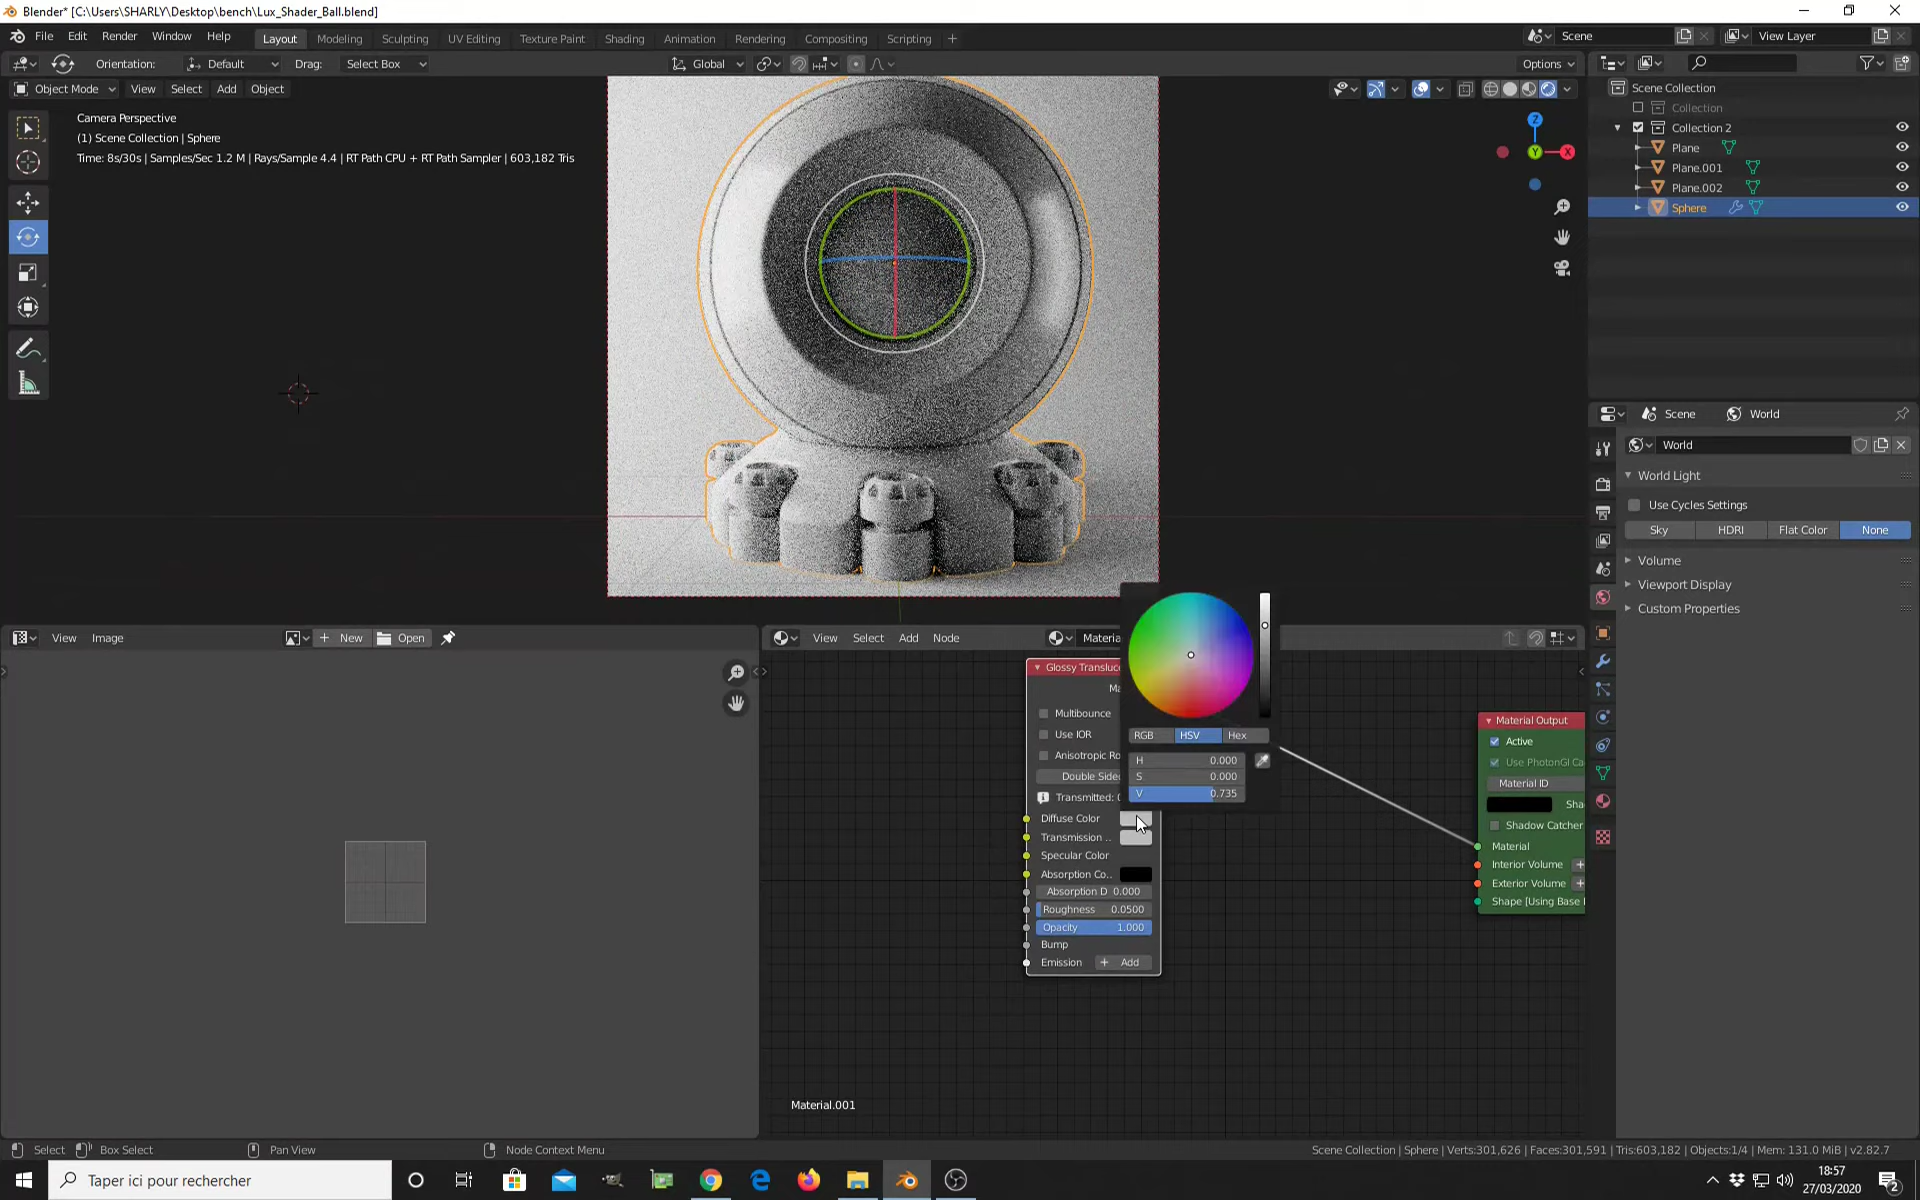 Blender* [C:\Users\SHARLY\Desktop\bench\Lux_Shader_Ball.blend]
File Edit Render Window Help Layout Modeling Sculpting UV Editing Texture Paint Shading Animation Rendering Compositing Scripting Scene View Layer
Orientation: Default Drag: Select Box Global Options
Object Mode View Select Add Object
Scene Collection
Collection
Collection 2
Plane
Plane.001
Plane.002
Sphere
Camera Perspective
(1) Scene Collection | Sphere
Time: 8s/30s | Samples/Sec 1.2 M | Rays/Sample 4.4 | RT Path CPU + RT Path Sampler | 603,182 Tris
Z
Y
X
Scene World
World
World Light
Use Cycles Settings
Sky HDRI Flat Color None
Volume
Viewport Display
Custom Properties
View Image New Open
View Select Add Node Materia
Glossy Transluc
Ma
Multibounce
Use IOR
Anisotropic Ro
Double Side
Transmitted:
Diffuse Color
Transmission ..
Specular Color
Absorption Co..
Absorption D 0.000
Roughness 0.0500
Opacity 1.000
Bump
Emission Add
RGB HSV Hex
H 0.000
S 0.000
V 0.735
Material Output
Active
Use PhotonGI Ca
Material ID
Sha
Shadow Catcher
Material
Interior Volume
Exterior Volume
Shape [Using Base
Material.001
Select Box Select Pan View Node Context Menu
Scene Collection | Sphere | Verts:301,626 | Faces:301,591 | Tris:603,182 | Objects:1/4 | Mem: 131.0 MiB | v2.82.7
Taper ici pour rechercher
18:57
27/03/2020
2